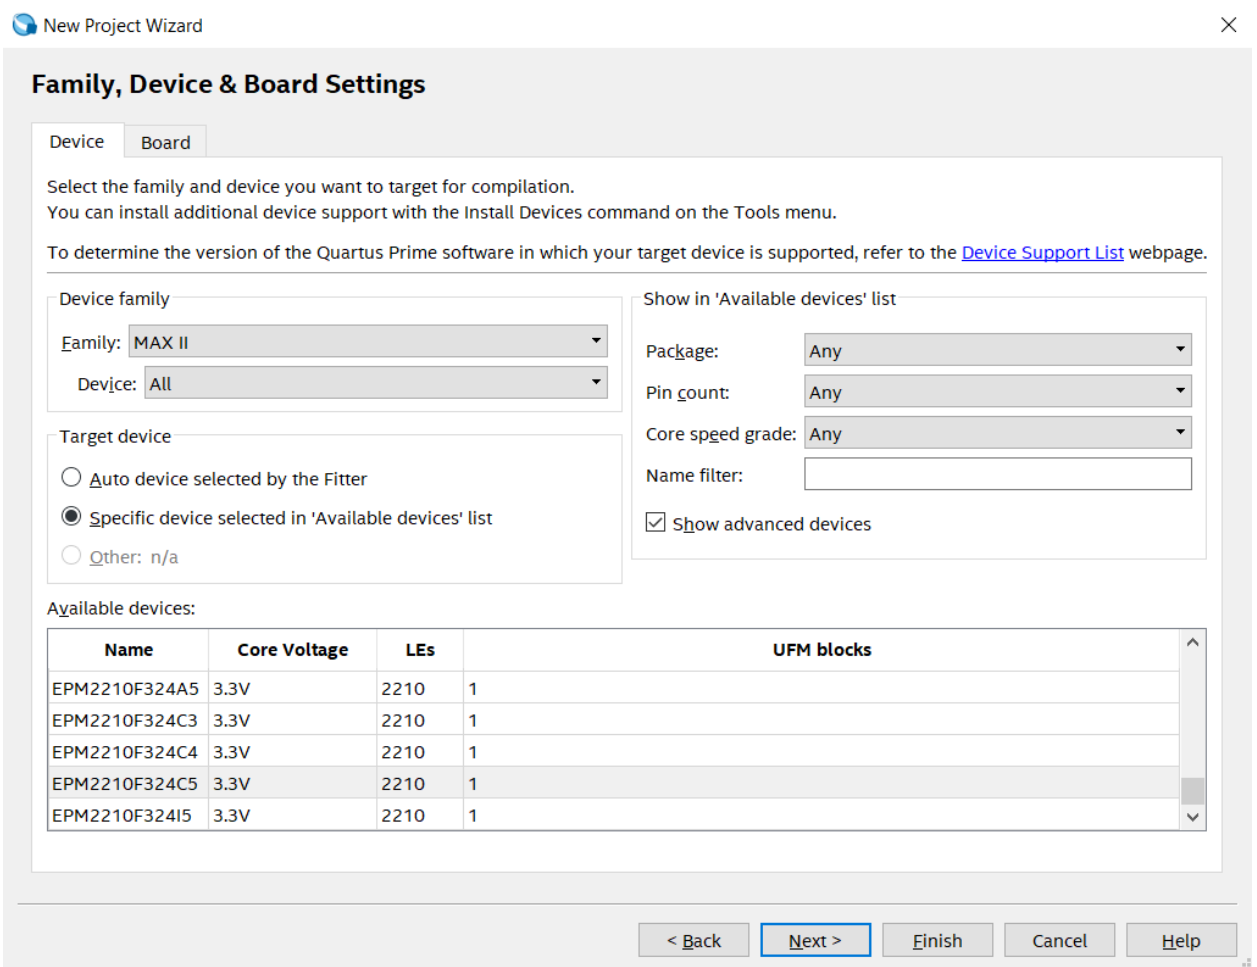 New Project Wizard
Family, Device & Board Settings
Device Board
Select the family and device you want to target for compilation.
You can install additional device support with the Install Devices command on the Tools menu.
To determine the version of the Quartus Prime software in which your target device is supported, refer to the Device Support List webpage.
Device family
Family: MAX II
Device: All
Show in 'Available devices' list
Package: Any
Pin count: Any
Core speed grade: Any
Name filter:
Show advanced devices
Target device
Auto device selected by the Fitter
Specific device selected in 'Available devices' list
Other: n/a
Available devices:
Name Core Voltage LEs UFM blocks
EPM2210F324A5 3.3V 2210 1
EPM2210F324C3 3.3V 2210 1
EPM2210F324C4 3.3V 2210 1
EPM2210F324C5 3.3V 2210 1
EPM2210F324I5 3.3V 2210 1
< Back Next > Finish Cancel Help